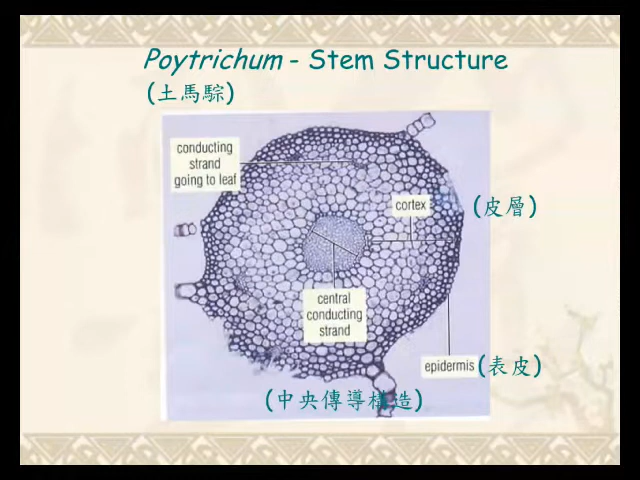 Poytrichum - Stem Structure
(土馬騌)
conducting
strand
going to leaf
cortex
(皮層)
central
conducting
strand
epidermis
(表皮)
(中央傳導構造)